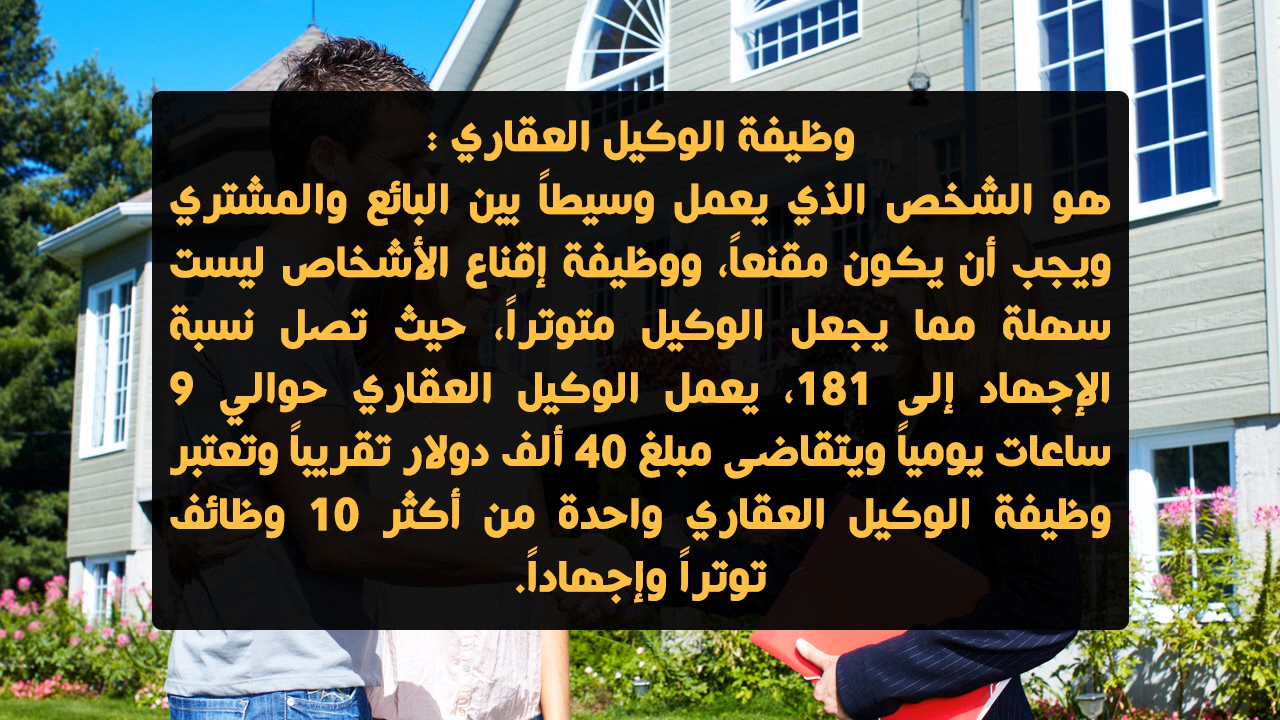 وظيفة الوكيل العقاري :
هو الشخص الذي يعمل وسيطاً بين البائع والمشتري
ويجب أن يكون مقنعاً، ووظيفة إقناع الأشخاص ليست
سهلة مما يجعل الوكيل متوتراً، حيث تصل نسبة
الإجهاد إلى 181، يعمل الوكيل العقاري حوالي 9
ساعات يومياً ويتقاضى مبلغ 40 ألف دولار تقريباً وتعتبر
وظيفة الوكيل العقاري واحدة من أكثر 10 وظائف
توتراً وإجهاداً.